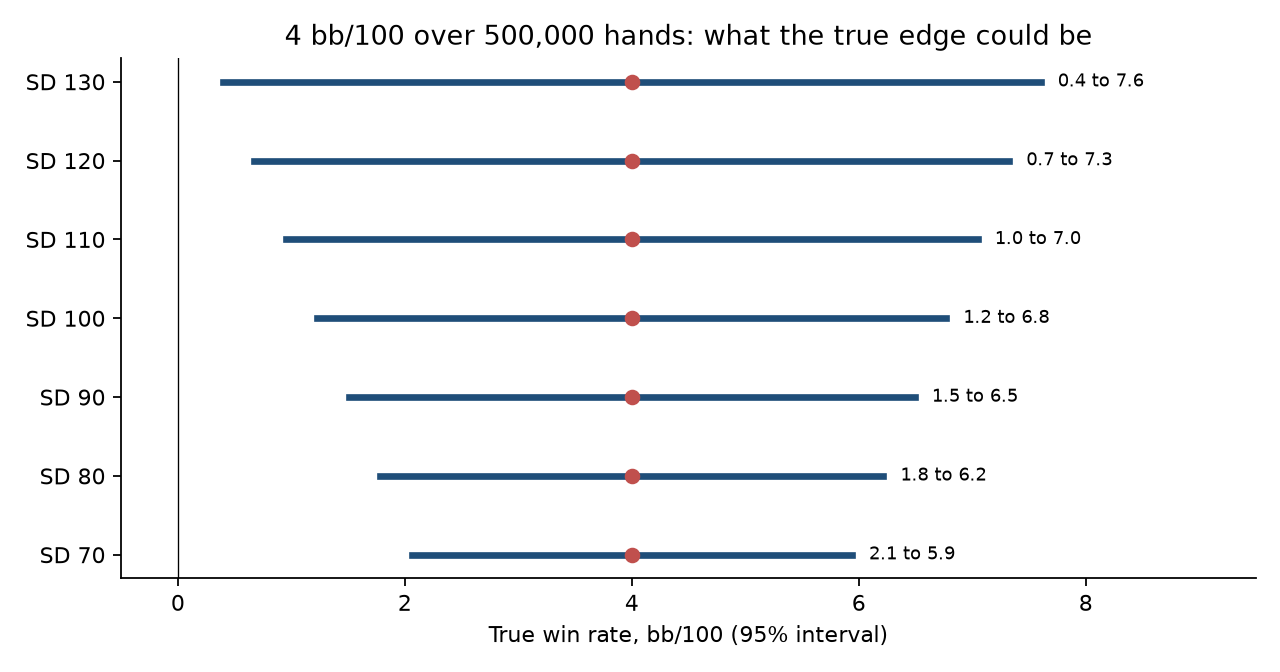 4 bb/100 over 500,000 hands: what the true edge could be
SD 130
0.4 to 7.6
SD 120
0.7 to 7.3
SD 110
1.0 to 7.0
SD 100
1.2 to 6.8
SD 90
1.5 to 6.5
SD 80
1.8 to 6.2
SD 70
2.1 to 5.9
0 2 4 6 8
True win rate, bb/100 (95% interval)